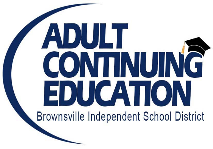 ADULT
CONTINUING
EDUCATION
Brownsville Independent School District